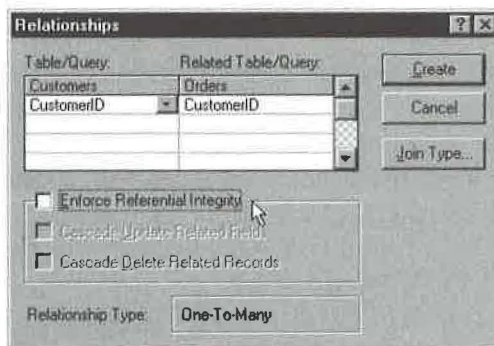 Relationships
Table/Query: Related Table/Query:
Customers Orders
CustomerID CustomerID
Create
Cancel
Join Type...
Enforce Referential Integrity
Cascade Update Related Fields
Cascade Delete Related Records
Relationship Type: One-To-Many